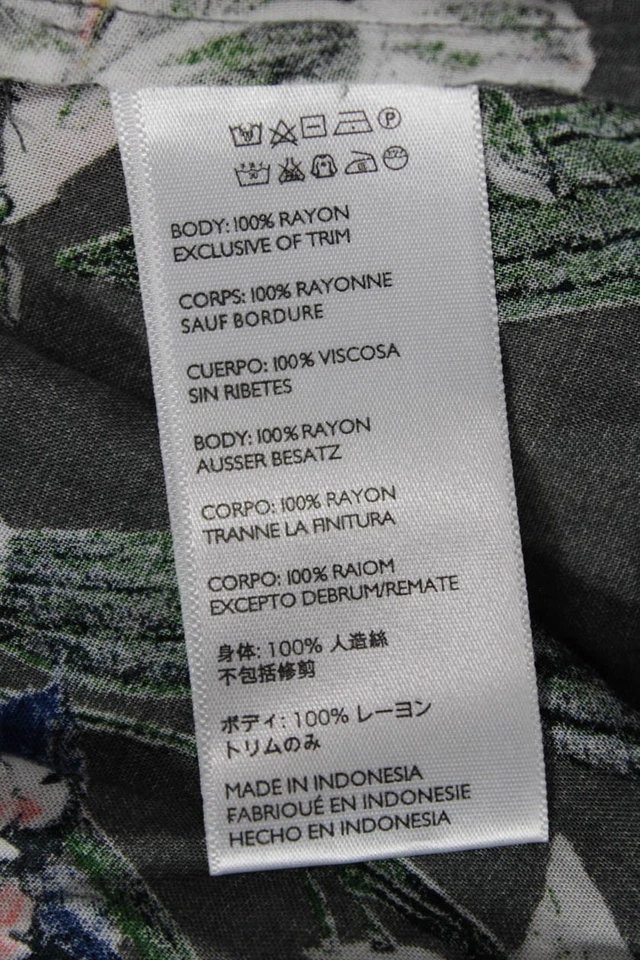 P
BODY: 100% RAYON
EXCLUSIVE OF TRIM
CORPS: 100% RAYONNE
SAUF BORDURE
CUERPO: 100% VISCOSA
SIN RIBETES
BODY: 100% RAYON
AUSSER BESATZ
CORPO: 100% RAYON
TRANNE LA FINITURA
CORPO: 100% RAIOM
EXCEPTO DEBRUM/REMATE
身体: 100% 人造絲
不包括修剪
ボディ: 100% レーヨン
トリムのみ
MADE IN INDONESIA
FABRIOUÉ EN INDONESIE
HECHO EN INDONESIA